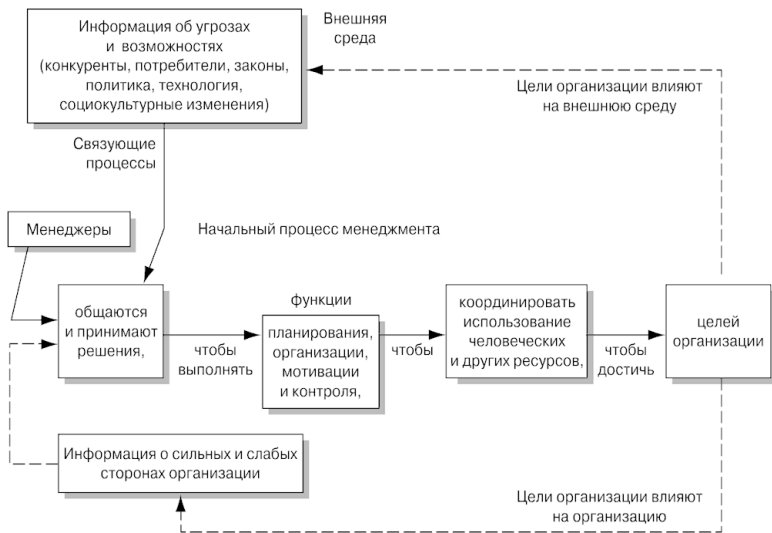 Информация об угрозах
и возможностях
(конкуренты, потребители, законы,
политика, технология,
социокультурные изменения)
Внешняя
среда
Цели организации влияют
на внешнюю среду
Связующие
процессы
Менеджеры
Начальный процесс менеджмента
общаются
и принимают
решения,
чтобы
выполнять
функции
планирования,
организации,
мотивации
и контроля,
чтобы
координировать
использование
человеческих
и других ресурсов,
чтобы
достичь
целей
организации
Информация о сильных и слабых
сторонах организации
Цели организации влияют
на организацию